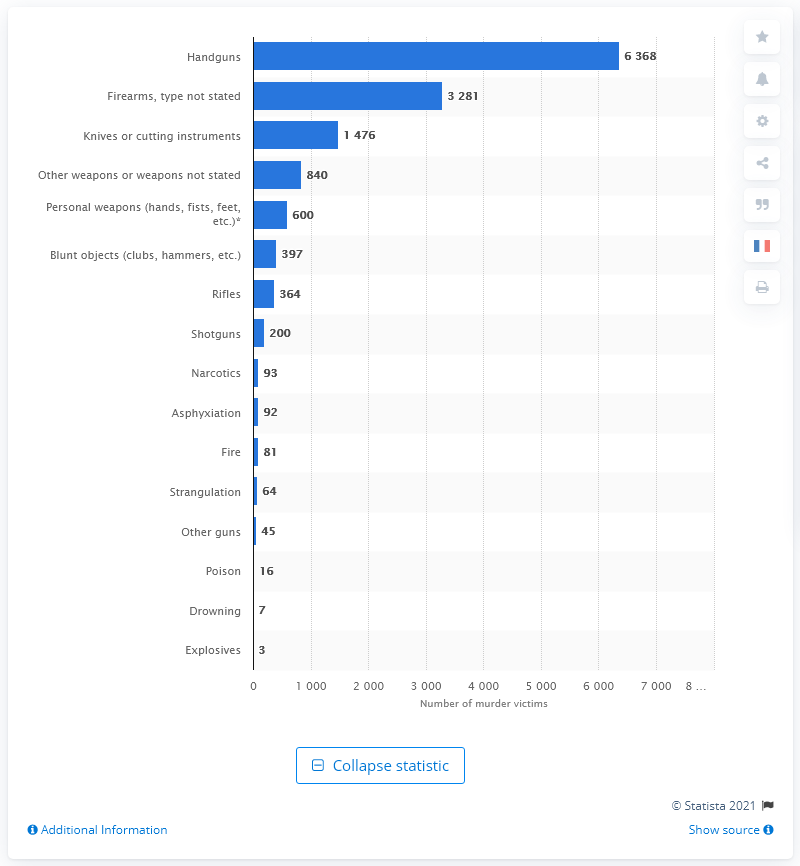 Handguns 6 368
Firearms, type not stated 3 281
Knives or cutting instruments 1 476
Other weapons or weapons not stated 840
Personal weapons (hands, fists, feet,
etc.)* 600
Blunt objects (clubs, hammers, etc.) 397
Rifles 364
Shotguns 200
Narcotics 93
Asphyxiation 92
Fire 81
Strangulation 64
Other guns 45
Poison 16
Drowning 7
Explosives 3
0 1 000 2 000 3 000 4 000 5 000 6 000 7 000 8 ...
Number of murder victims
Collapse statistic
© Statista 2021
Additional Information Show source